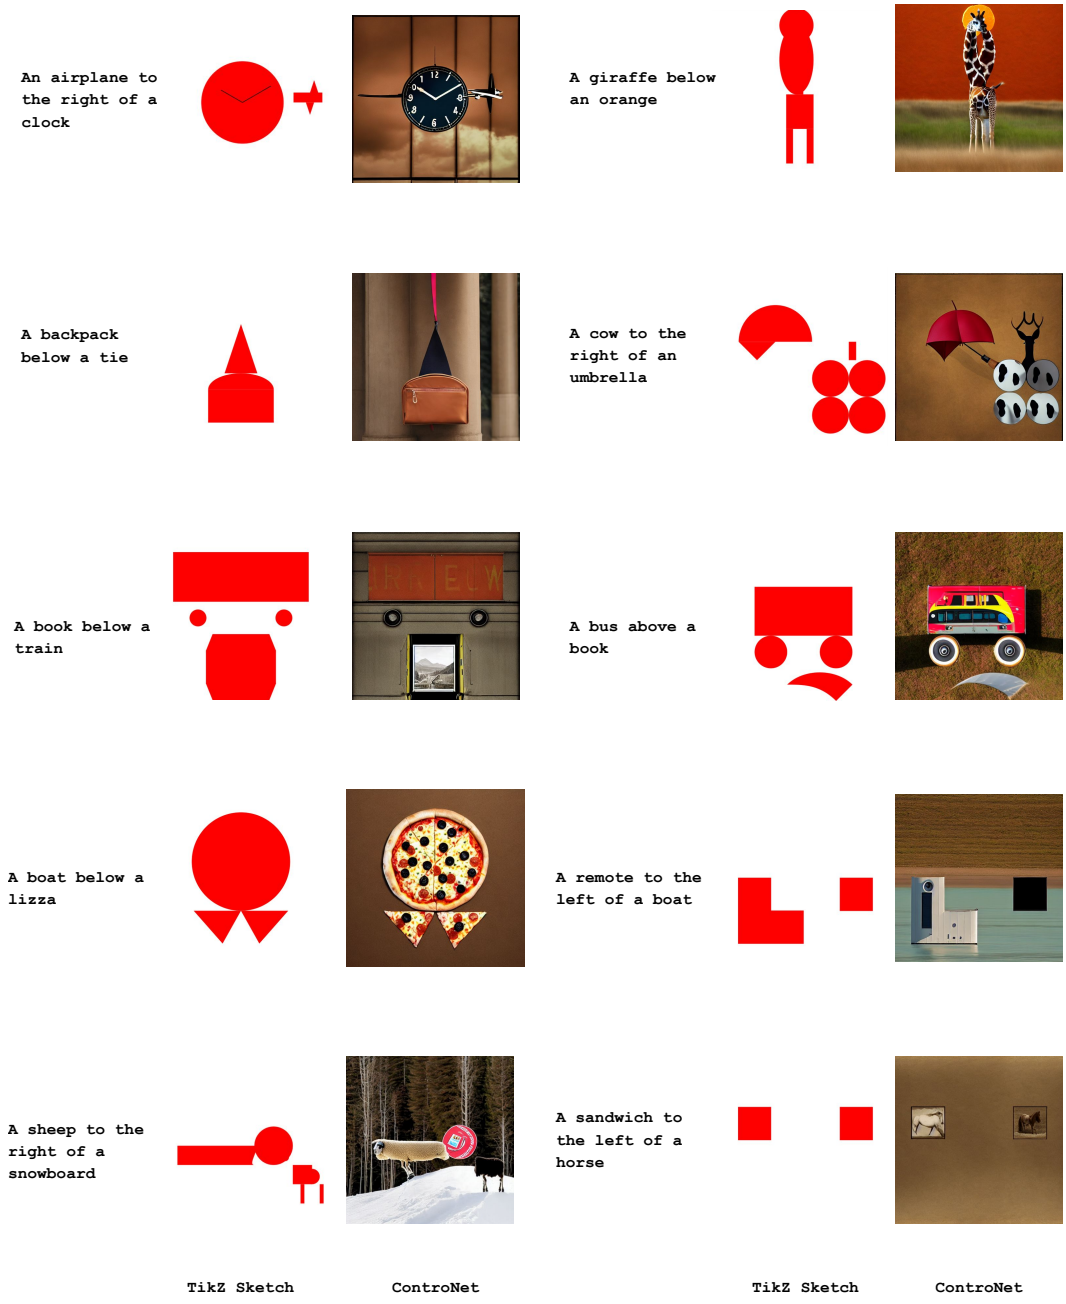 An airplane to
the right of a
clock
A giraffe below
an orange
A backpack
below a tie
A cow to the
right of an
umbrella
A book below a
train
A bus above a
book
A boat below a
lizza
A remote to the
left of a boat
A sheep to the
right of a
snowboard
A sandwich to
the left of a
horse
TikZ Sketch
ControNet
TikZ Sketch
ControNet